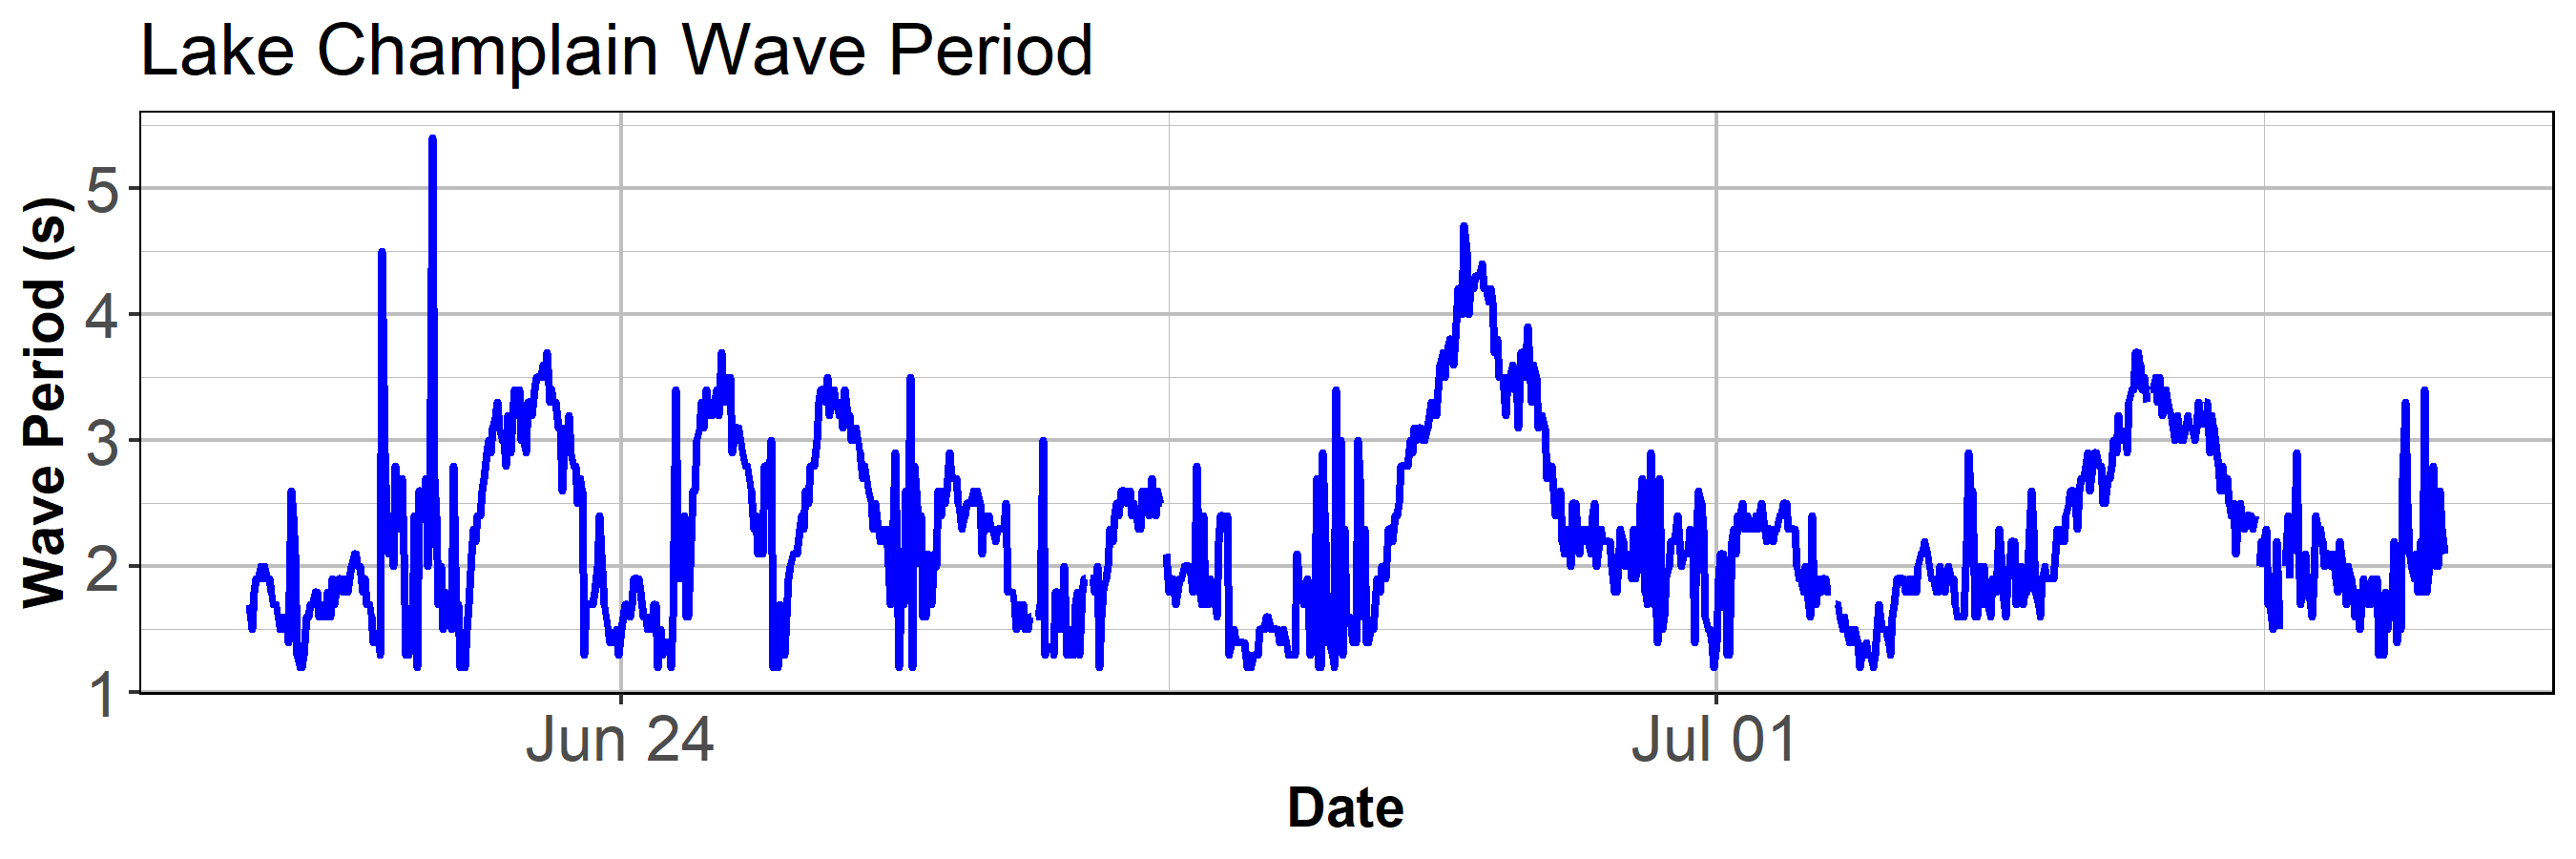 Lake Champlain Wave Period
Wave Period (s)
5
4
3
2
1
Jun 24
Jul 01
Date